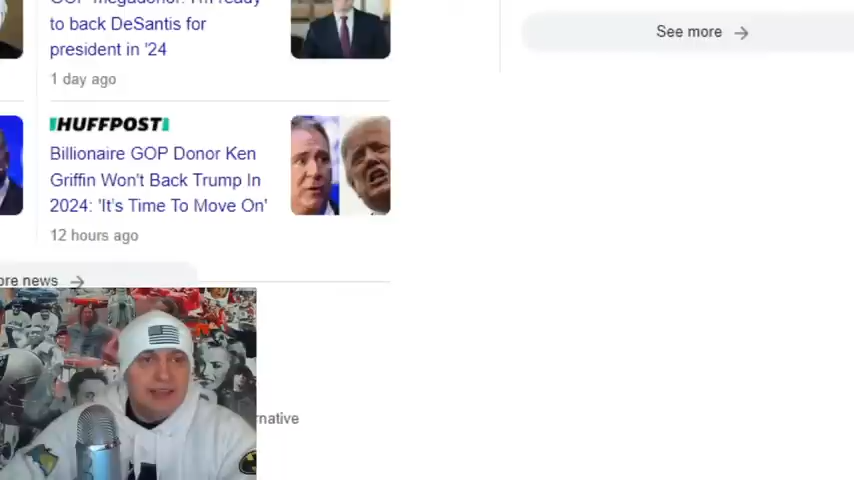 to back DeSantis for
president in '24
1 day ago
HUFFPOST
Billionaire GOP Donor Ken
Griffin Won't Back Trump In
2024: 'It's Time To Move On'
12 hours ago
See more
ore news
rnative